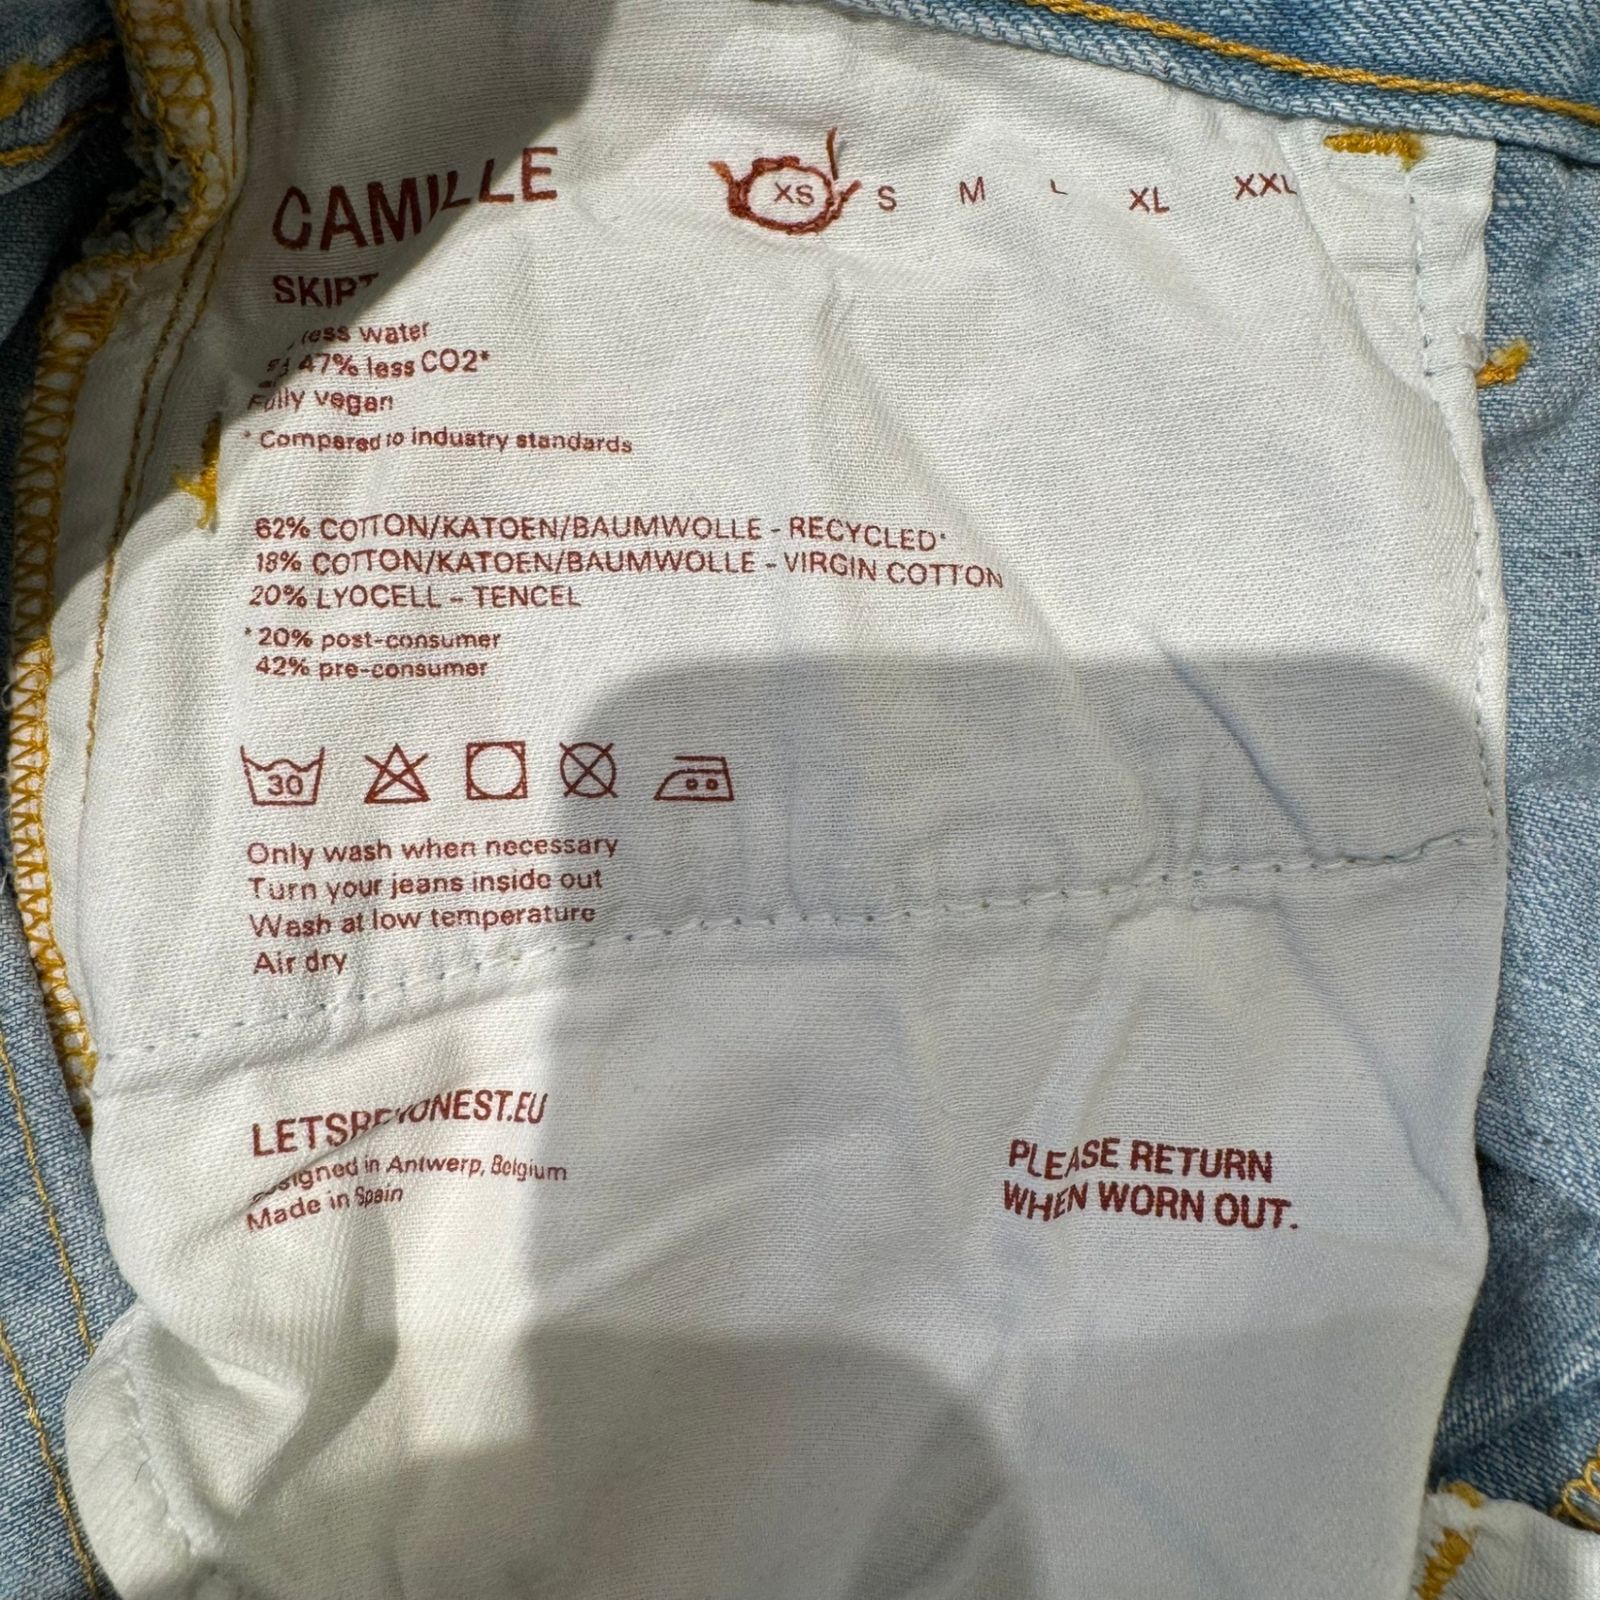 CAMILLE
XS S M L XL XXL
SKIRT
less water
47% less CO2*
Fully vegan
* Compared to industry standards
62% COTTON/KATOEN/BAUMWOLLE - RECYCLED*
18% COTTON/KATOEN/BAUMWOLLE - VIRGIN COTTON
20% LYOCELL - TENCEL
* 20% post-consumer
42% pre-consumer
30
Only wash when necessary
Turn your jeans inside out
Wash at low temperature
Air dry
LETSBEHONEST.EU
Designed in Antwerp, Belgium
Made in Spain
PLEASE RETURN
WHEN WORN OUT.